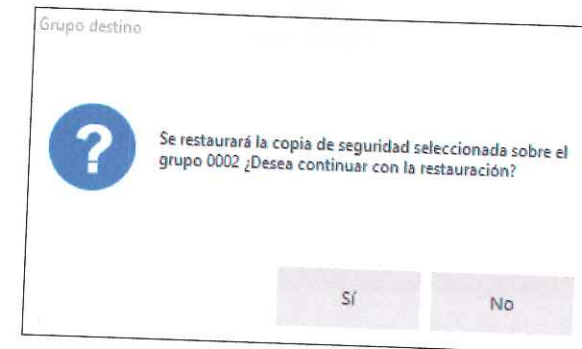 Grupo destino
Se restaurará la copia de seguridad seleccionada sobre el
grupo 0002 ¿Desea continuar con la restauración?
Sí
No